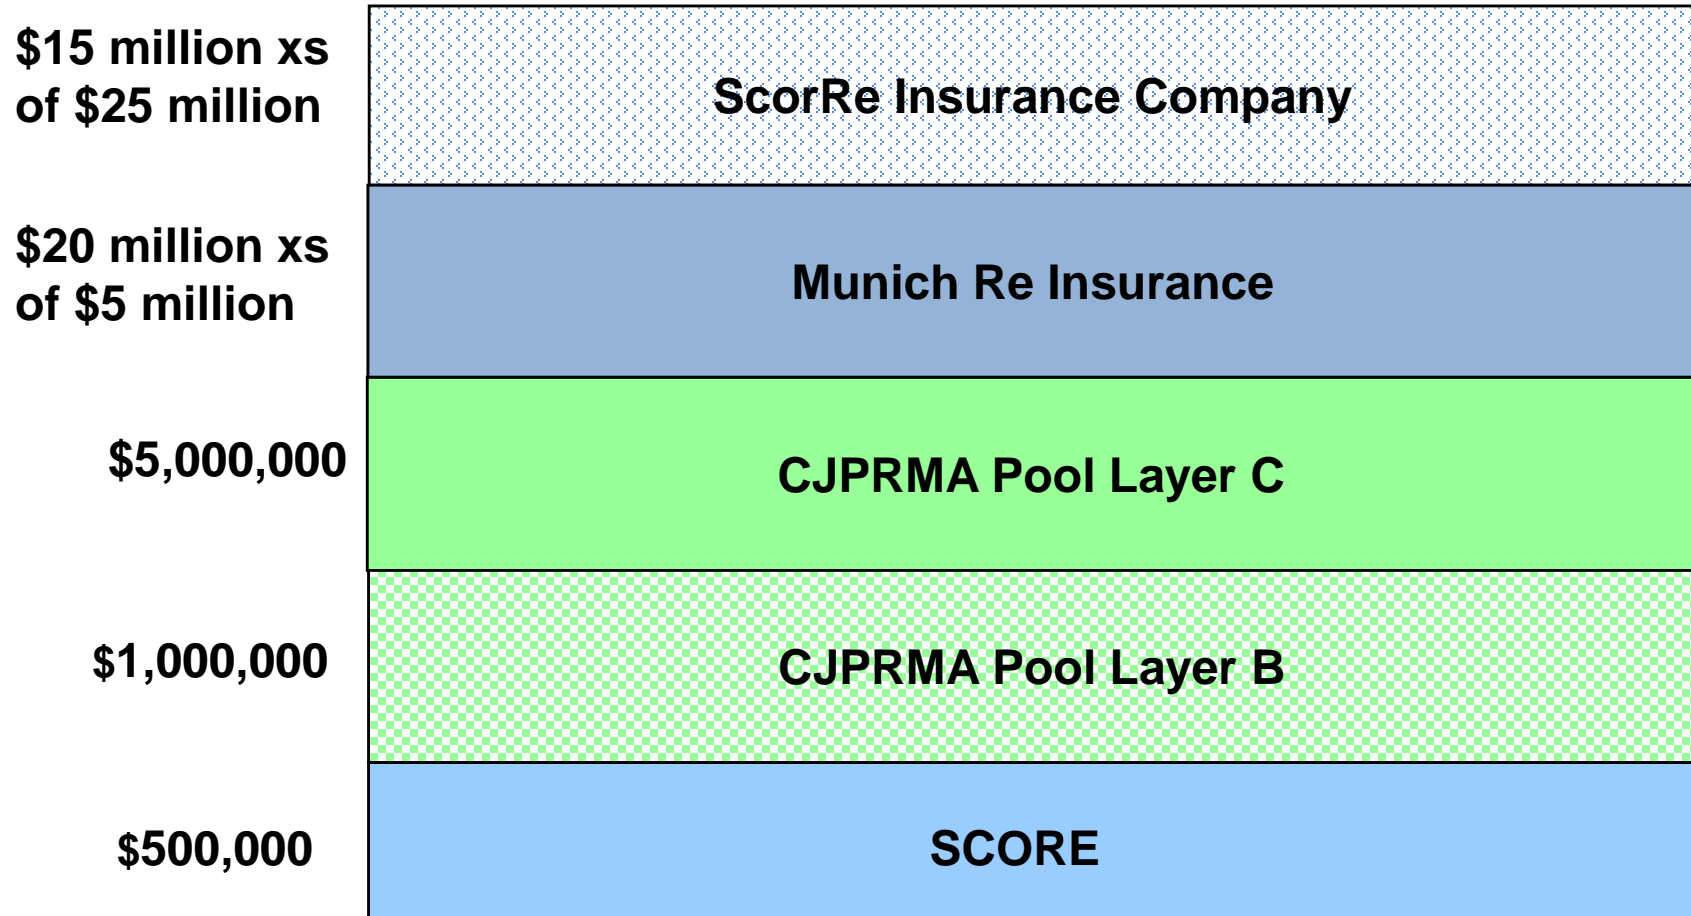 $15 million xs
of $25 million
ScorRe Insurance Company
$20 million xs
of $5 million
Munich Re Insurance
$5,000,000
CJPRMA Pool Layer C
$1,000,000
CJPRMA Pool Layer B
$500,000
SCORE